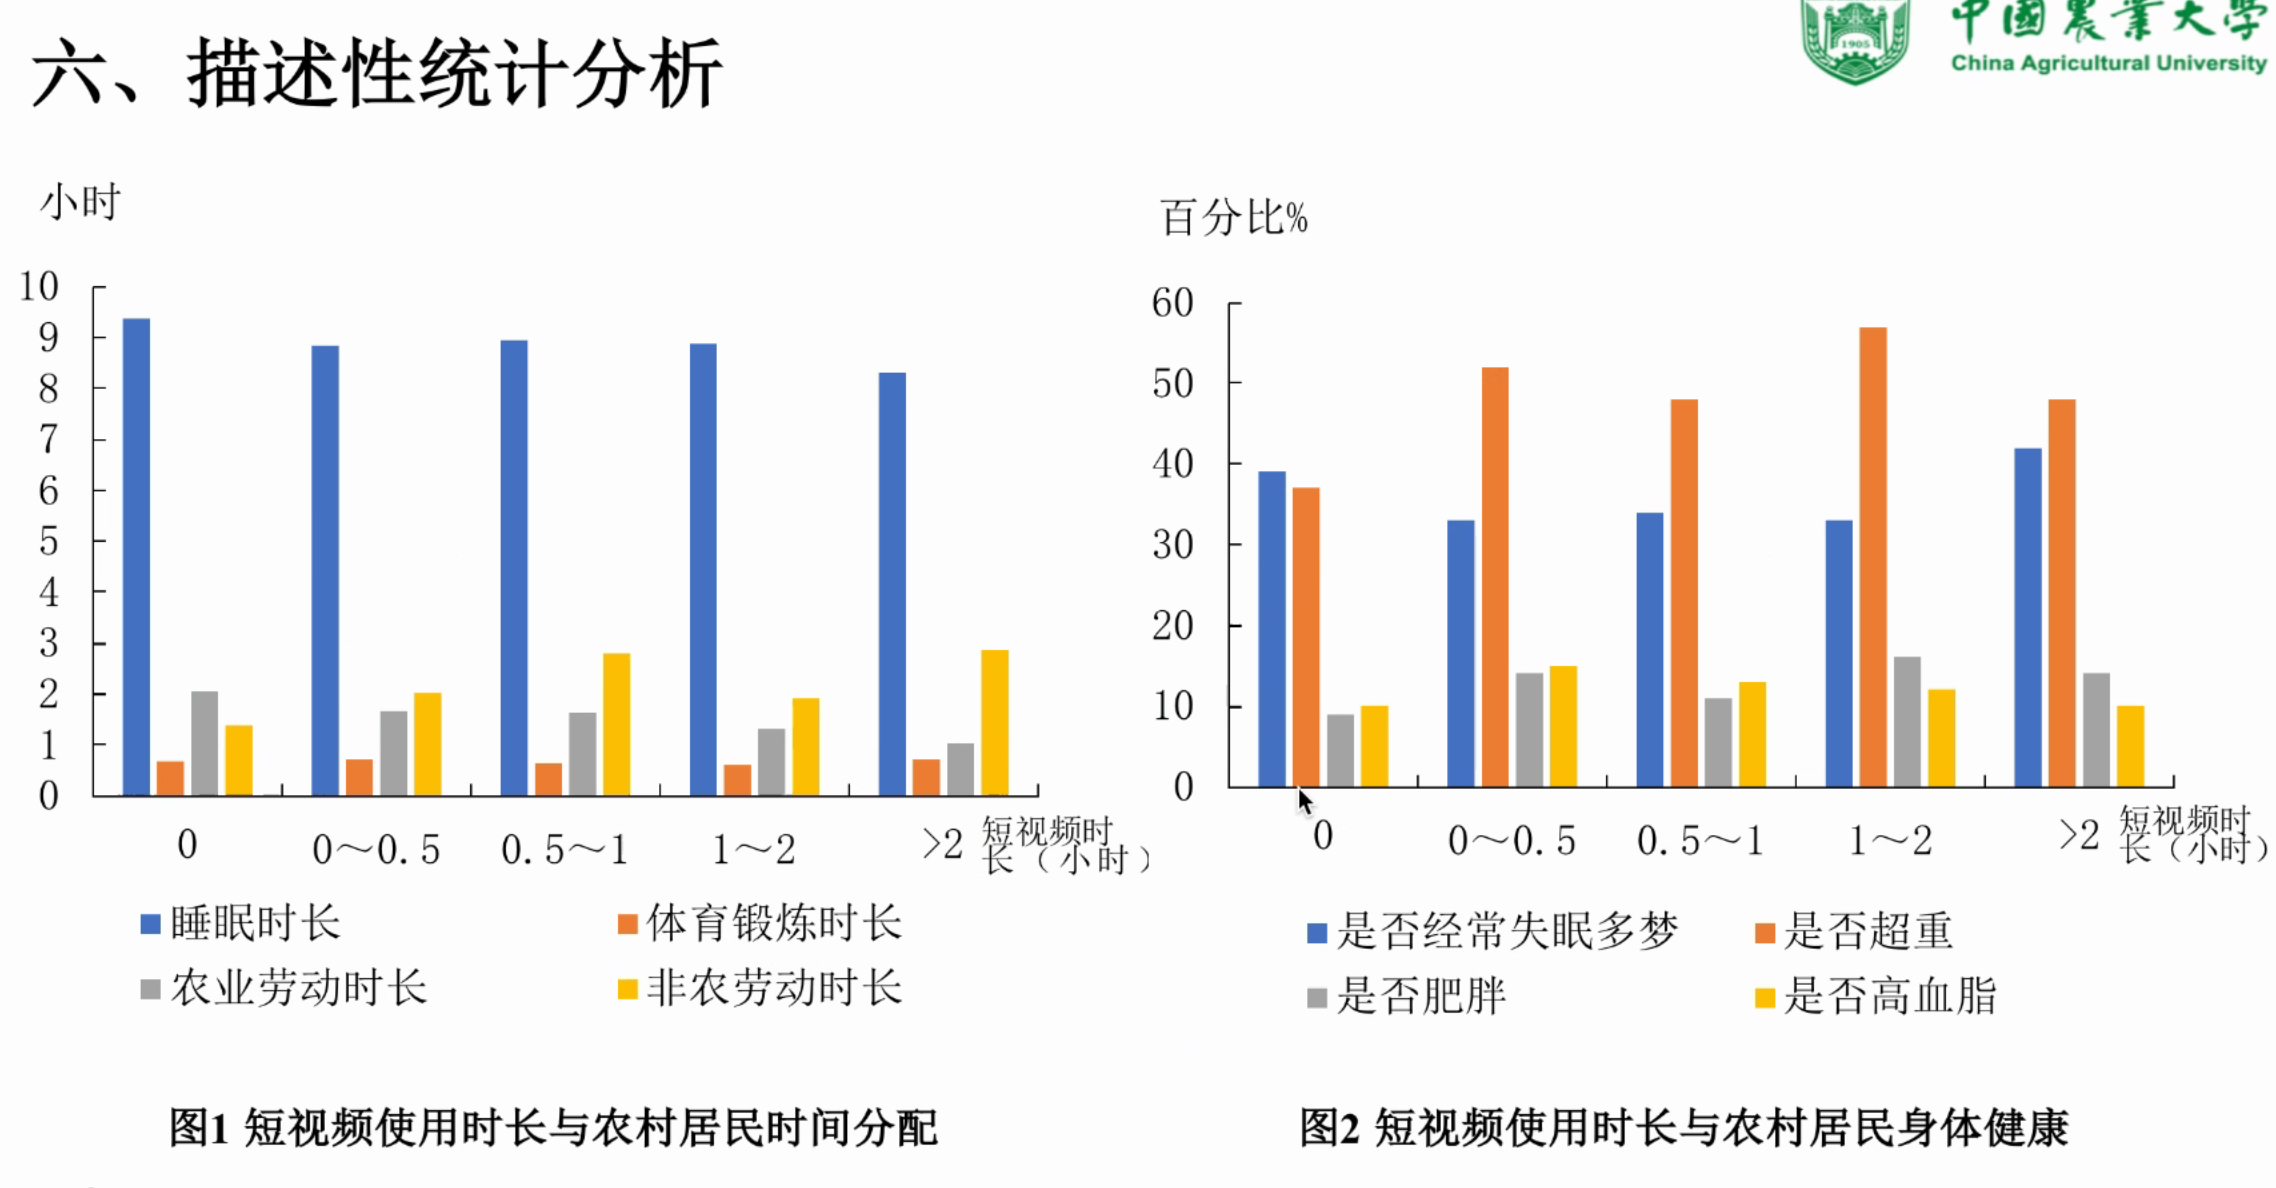 六、描述性统计分析
1905
中國農業大學
China Agricultural University
小时
10
9
8
7
6
5
4
3
2
1
0
0
0～0.5
0.5～1
1～2
>2
短视频时
长（小时）
睡眠时长
体育锻炼时长
农业劳动时长
非农劳动时长
图1 短视频使用时长与农村居民时间分配
百分比%
60
50
40
30
20
10
0
0
0～0.5
0.5～1
1～2
>2
短视频时
长（小时）
是否经常失眠多梦
是否超重
是否肥胖
是否高血脂
图2 短视频使用时长与农村居民身体健康